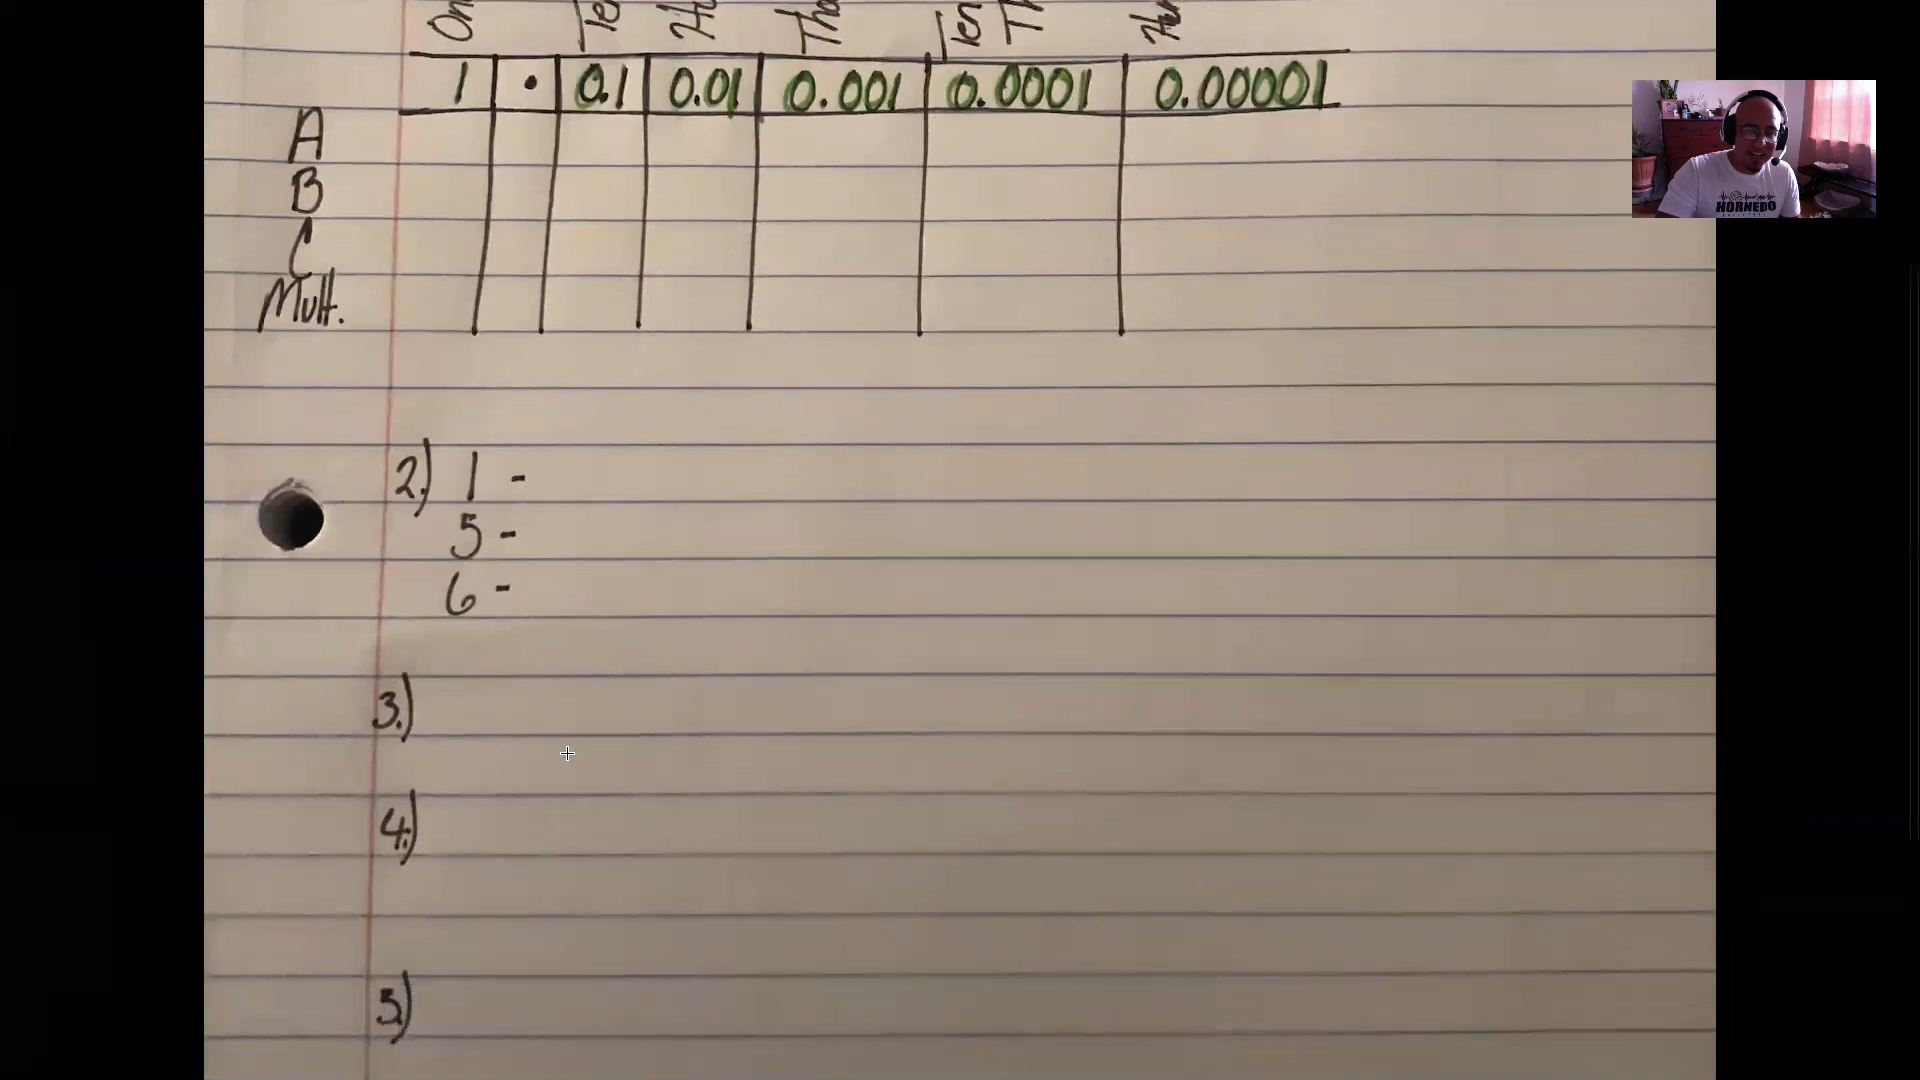 1 . 0.1 0.01 0.001 0.0001 0.00001
A
B
C
Mult.
2.) 1 -
5 -
6 -
3.)
4.)
5.)
HORNEDO